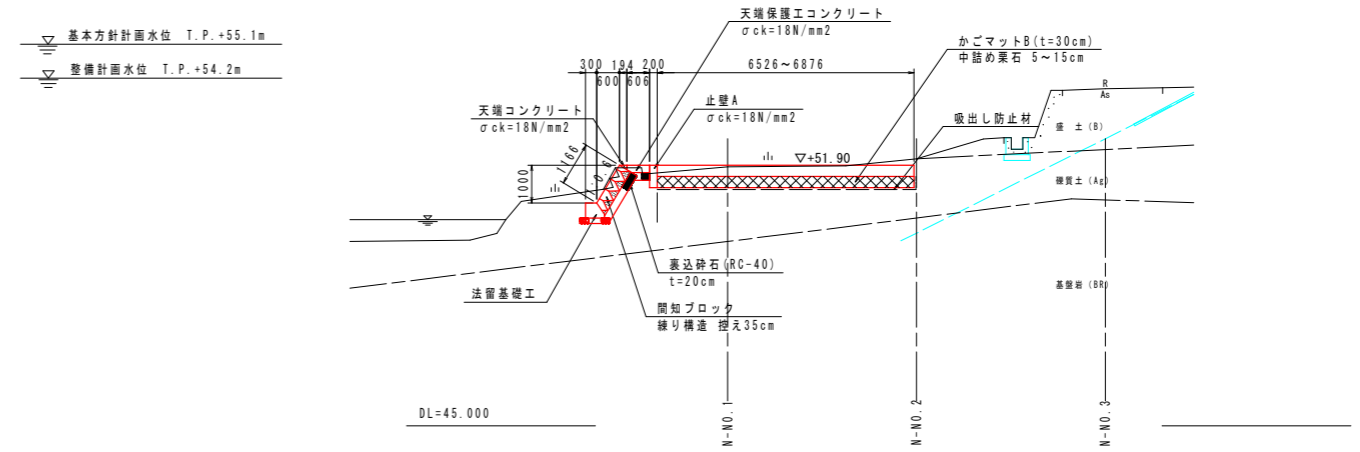 基本方針計画水位 T.P.+55.1m
整備計画水位 T.P.+54.2m
天端保護工コンクリート
σck=18N/mm2
かごマットB(t=30cm)
中詰め栗石 5~15cm
300
194
200
6526~6876
600
606
天端コンクリート
σck=18N/mm2
止壁A
σck=18N/mm2
吸出し防止材
R
As
盛 土(B)
1166
1:0.6
1000
▽+51.90
礫質土(Ag)
裏込砕石(RC-40)
t=20cm
法留基礎工
間知ブロック
練り構造 控え35cm
基盤岩(BR)
DL=45.000
N-NO.1
N-NO.2
N-NO.3